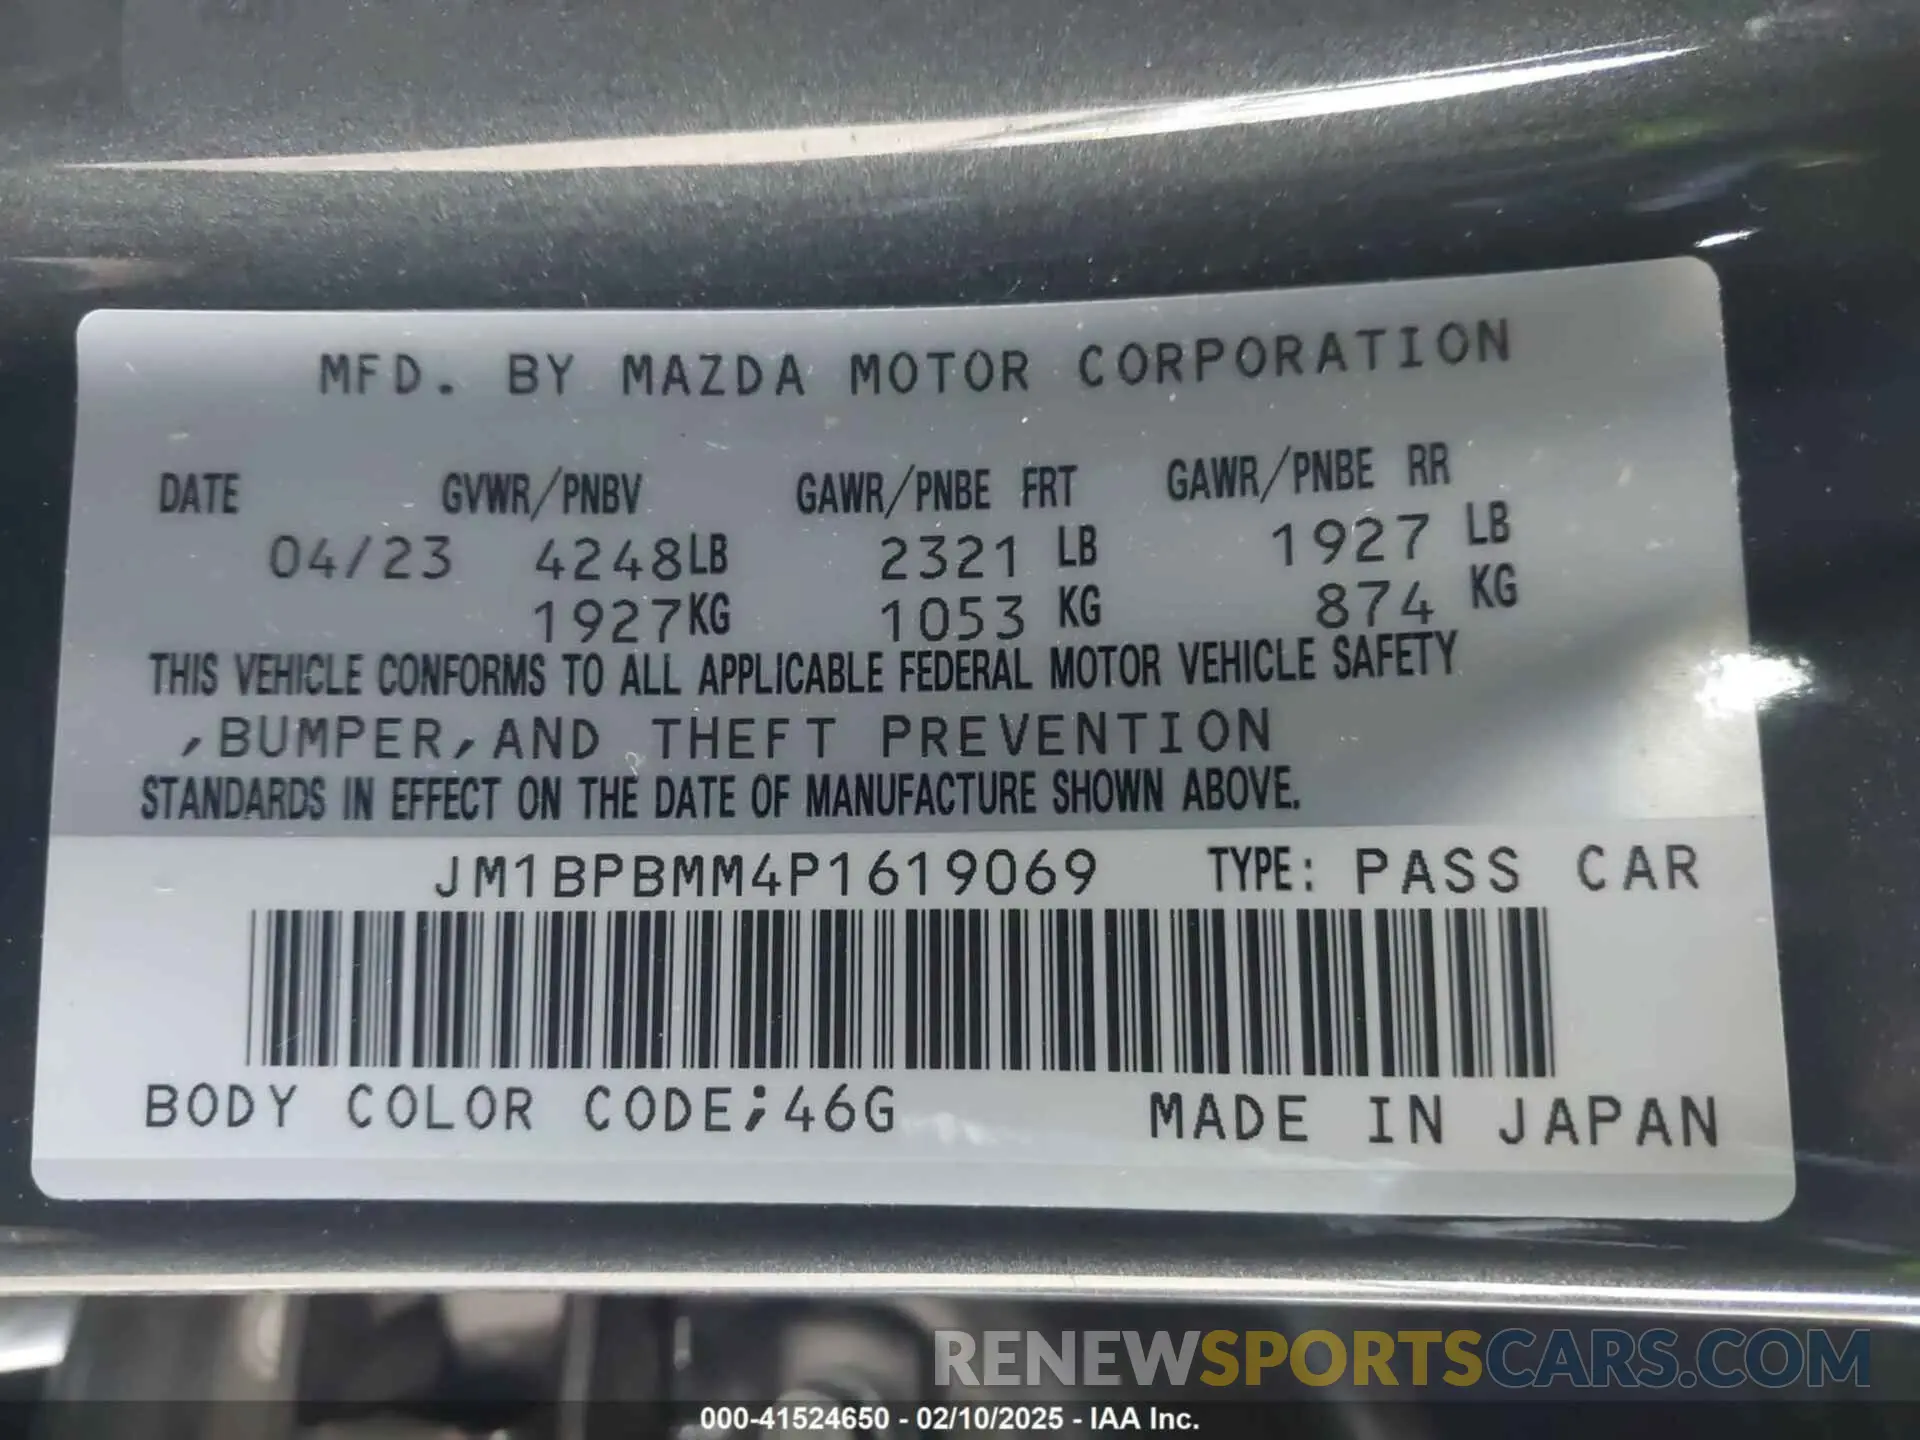 MFD. BY MAZDA MOTOR CORPORATION
DATE GVWR/PNBV GAWR/PNBE FRT GAWR/PNBE RR
04/23 4248LB 2321 LB 1927 LB
1927KG 1053 KG 874 KG
THIS VEHICLE CONFORMS TO ALL APPLICABLE FEDERAL MOTOR VEHICLE SAFETY
,BUMPER,AND THEFT PREVENTION
STANDARDS IN EFFECT ON THE DATE OF MANUFACTURE SHOWN ABOVE.
JM1BPBMM4P1619069 TYPE: PASS CAR
BODY COLOR CODE;46G MADE IN JAPAN
RENEWSPORTSCARS.COM
000-41524650 - 02/10/2025 - IAA Inc.